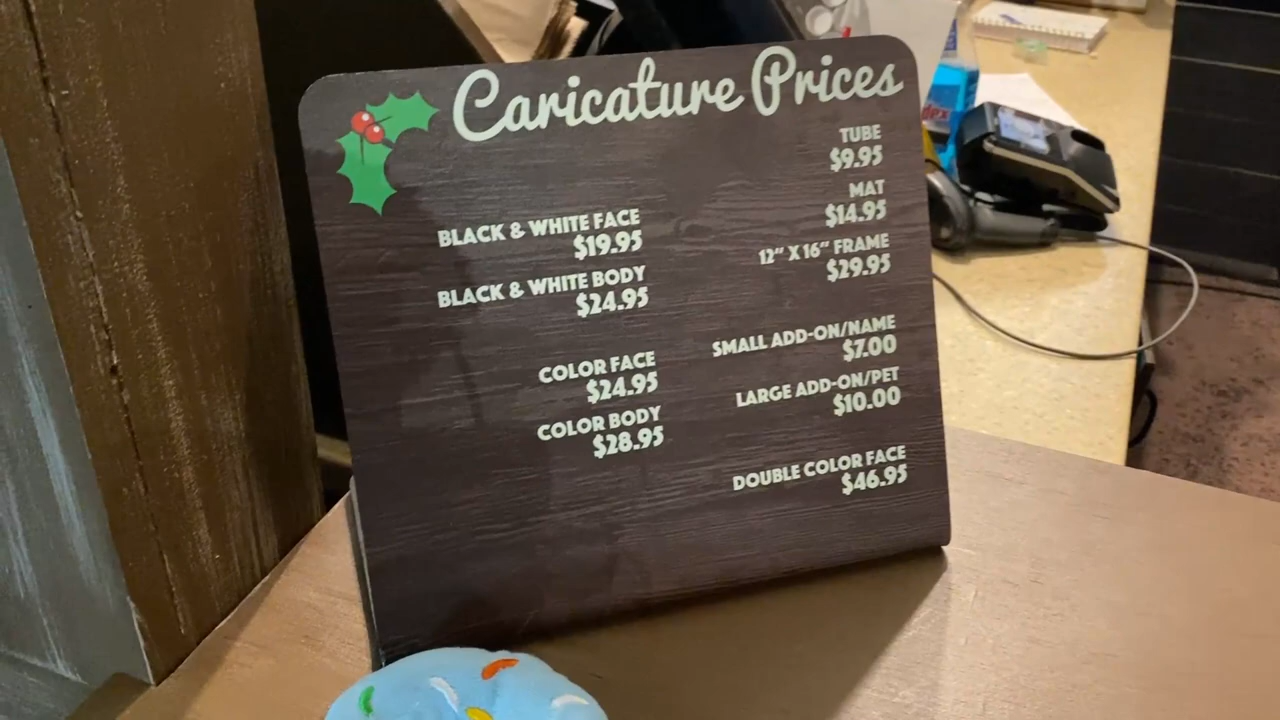 Caricature Prices
BLACK & WHITE FACE
$19.95
BLACK & WHITE BODY
$24.95
COLOR FACE
$24.95
COLOR BODY
$28.95
TUBE
$9.95
MAT
$14.95
12" X 16" FRAME
$29.95
SMALL ADD-ON/NAME
$7.00
LARGE ADD-ON/PET
$10.00
DOUBLE COLOR FACE
$46.95
dex